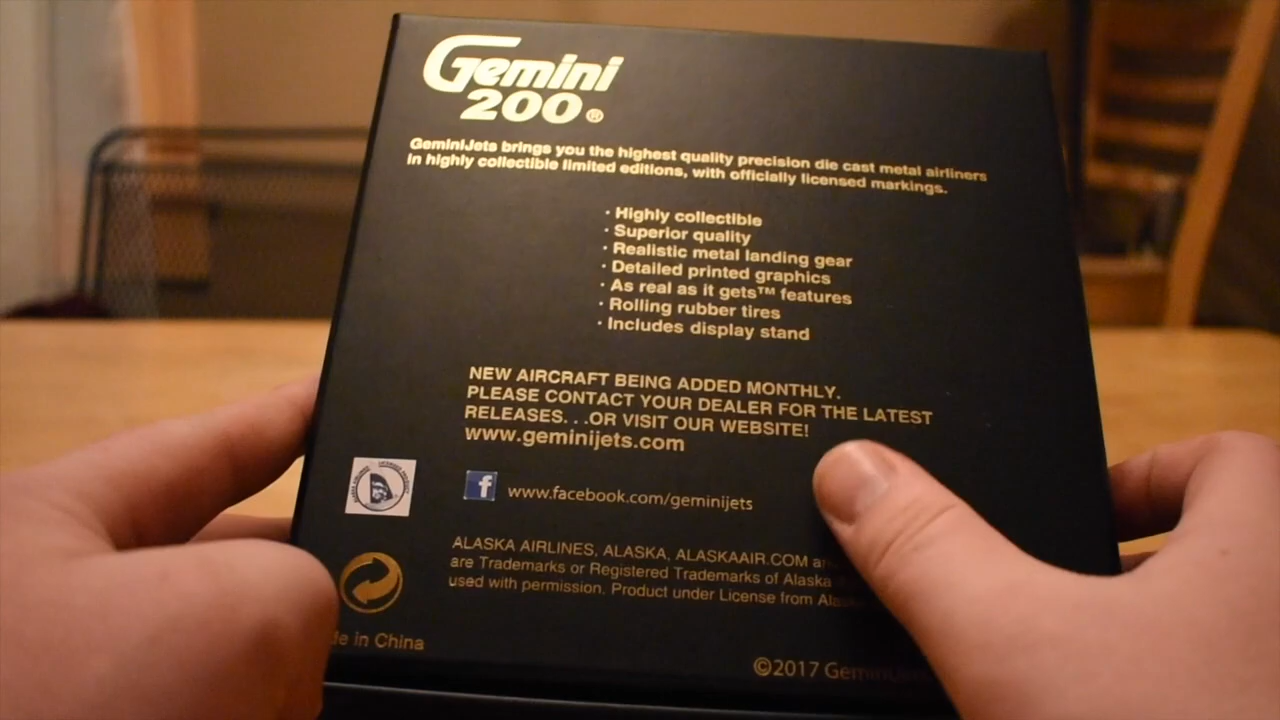 Gemini
200®
GeminiJets brings you the highest quality precision die cast metal airliners
in highly collectible limited editions, with officially licensed markings.
· Highly collectible
· Superior quality
· Realistic metal landing gear
· Detailed printed graphics
· As real as it gets™ features
· Rolling rubber tires
· Includes display stand
NEW AIRCRAFT BEING ADDED MONTHLY.
PLEASE CONTACT YOUR DEALER FOR THE LATEST
RELEASES. . .OR VISIT OUR WEBSITE!
www.geminijets.com
f www.facebook.com/geminijets
ALASKA AIRLINES, ALASKA, ALASKAAIR.COM
are Trademarks or Registered Trademarks of Alaska
used with permission. Product under License from
in China
©2017 GeminiJets